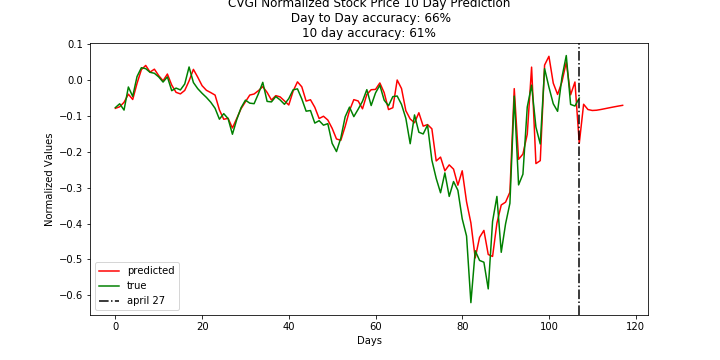 CVGI Normalized Stock Price 10 Day Prediction
Day to Day accuracy: 66%
10 day accuracy: 61%
0.1
0.0
−0.1
−0.2
−0.3
−0.4
−0.5
−0.6
Normalized Values
predicted
true
april 27
0
20
40
60
80
100
120
Days